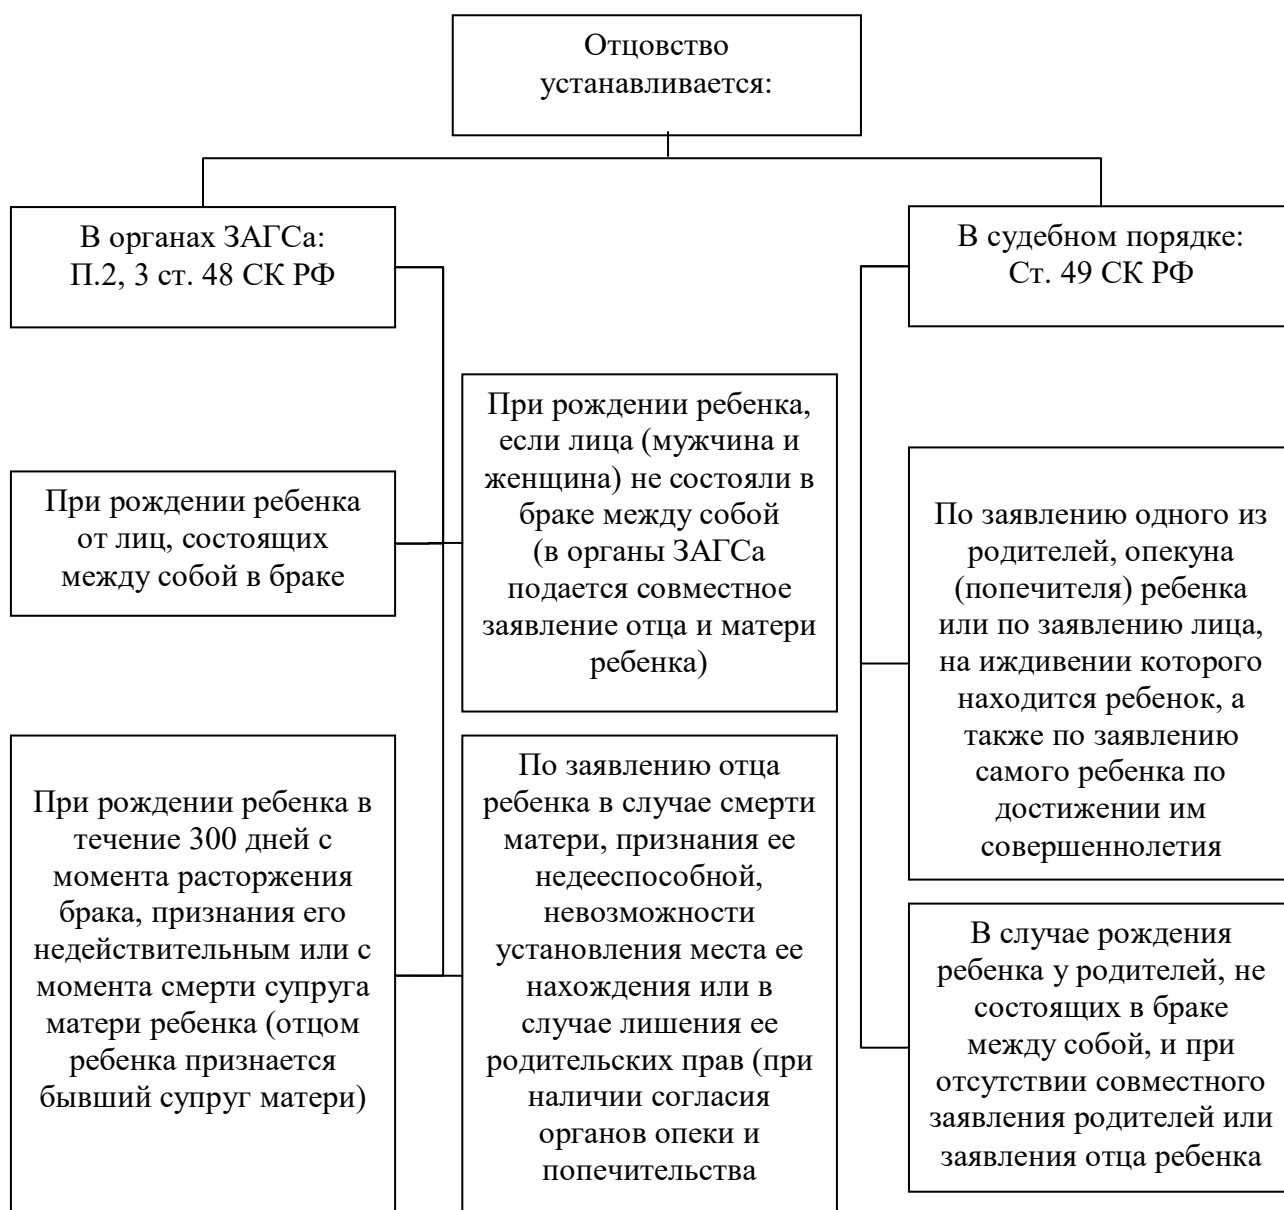 Отцовство
устанавливается:
В органах ЗАГСа:
П.2, 3 ст. 48 СК РФ
В судебном порядке:
Ст. 49 СК РФ
При рождении ребенка
от лиц, состоящих
между собой в браке
При рождении ребенка,
если лица (мужчина и
женщина) не состояли в
браке между собой
(в органы ЗАГСа
подается совместное
заявление отца и матери
ребенка)
По заявлению одного из
родителей, опекуна
(попечителя) ребенка
или по заявлению лица,
на иждивении которого
находится ребенок, а
также по заявлению
самого ребенка по
достижении им
совершеннолетия
При рождении ребенка в
течение 300 дней с
момента расторжения
брака, признания его
недействительным или с
момента смерти супруга
матери ребенка (отцом
ребенка признается
бывший супруг матери)
По заявлению отца
ребенка в случае смерти
матери, признания ее
недееспособной,
невозможности
установления места ее
нахождения или в
случае лишения ее
родительских прав (при
наличии согласия
органов опеки и
попечительства
В случае рождения
ребенка у родителей, не
состоящих в браке
между собой, и при
отсутствии совместного
заявления родителей или
заявления отца ребенка